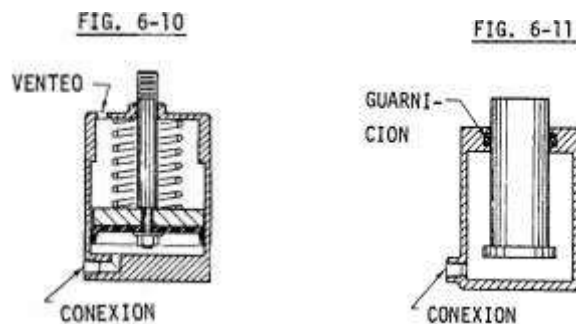 FIG. 6-10
VENTEO
CONEXION
FIG. 6-11
GUARNI-
CION
CONEXION